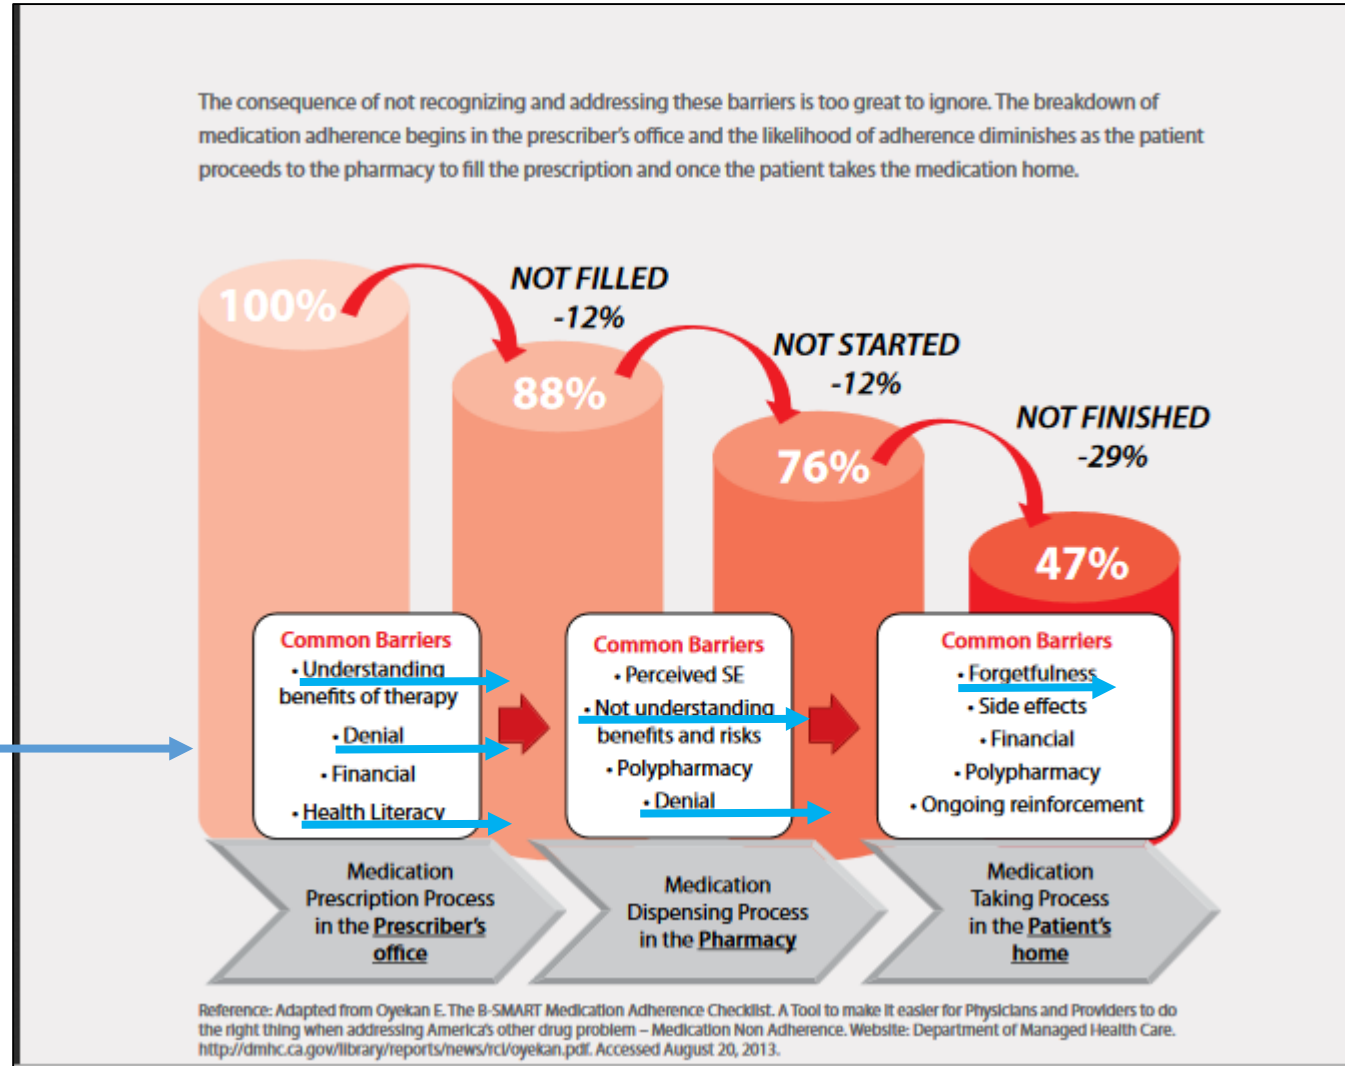 The consequence of not recognizing and addressing these barriers is too great to ignore. The breakdown of
medication adherence begins in the prescriber's office and the likelihood of adherence diminishes as the patient
proceeds to the pharmacy to fill the prescription and once the patient takes the medication home.
100%
NOT FILLED
-12%
88%
NOT STARTED
-12%
76%
NOT FINISHED
-29%
47%
Common Barriers
• Understanding
benefits of therapy
• Denial
• Financial
• Health Literacy
Common Barriers
• Perceived SE
• Not understanding
benefits and risks
• Polypharmacy
• Denial
Common Barriers
• Forgetfulness
• Side effects
• Financial
• Polypharmacy
• Ongoing reinforcement
Medication
Prescription Process
in the Prescriber's
office
Medication
Dispensing Process
in the Pharmacy
Medication
Taking Process
in the Patient's
home
Reference: Adapted from Oyekan E. The B-SMART Medication Adherence Checklist. A Tool to make it easier for Physicians and Providers to do
the right thing when addressing America's other drug problem – Medication Non Adherence. Website: Department of Managed Health Care.
http://dmhc.ca.gov/library/reports/news/rci/oyekan.pdf. Accessed August 20, 2013.